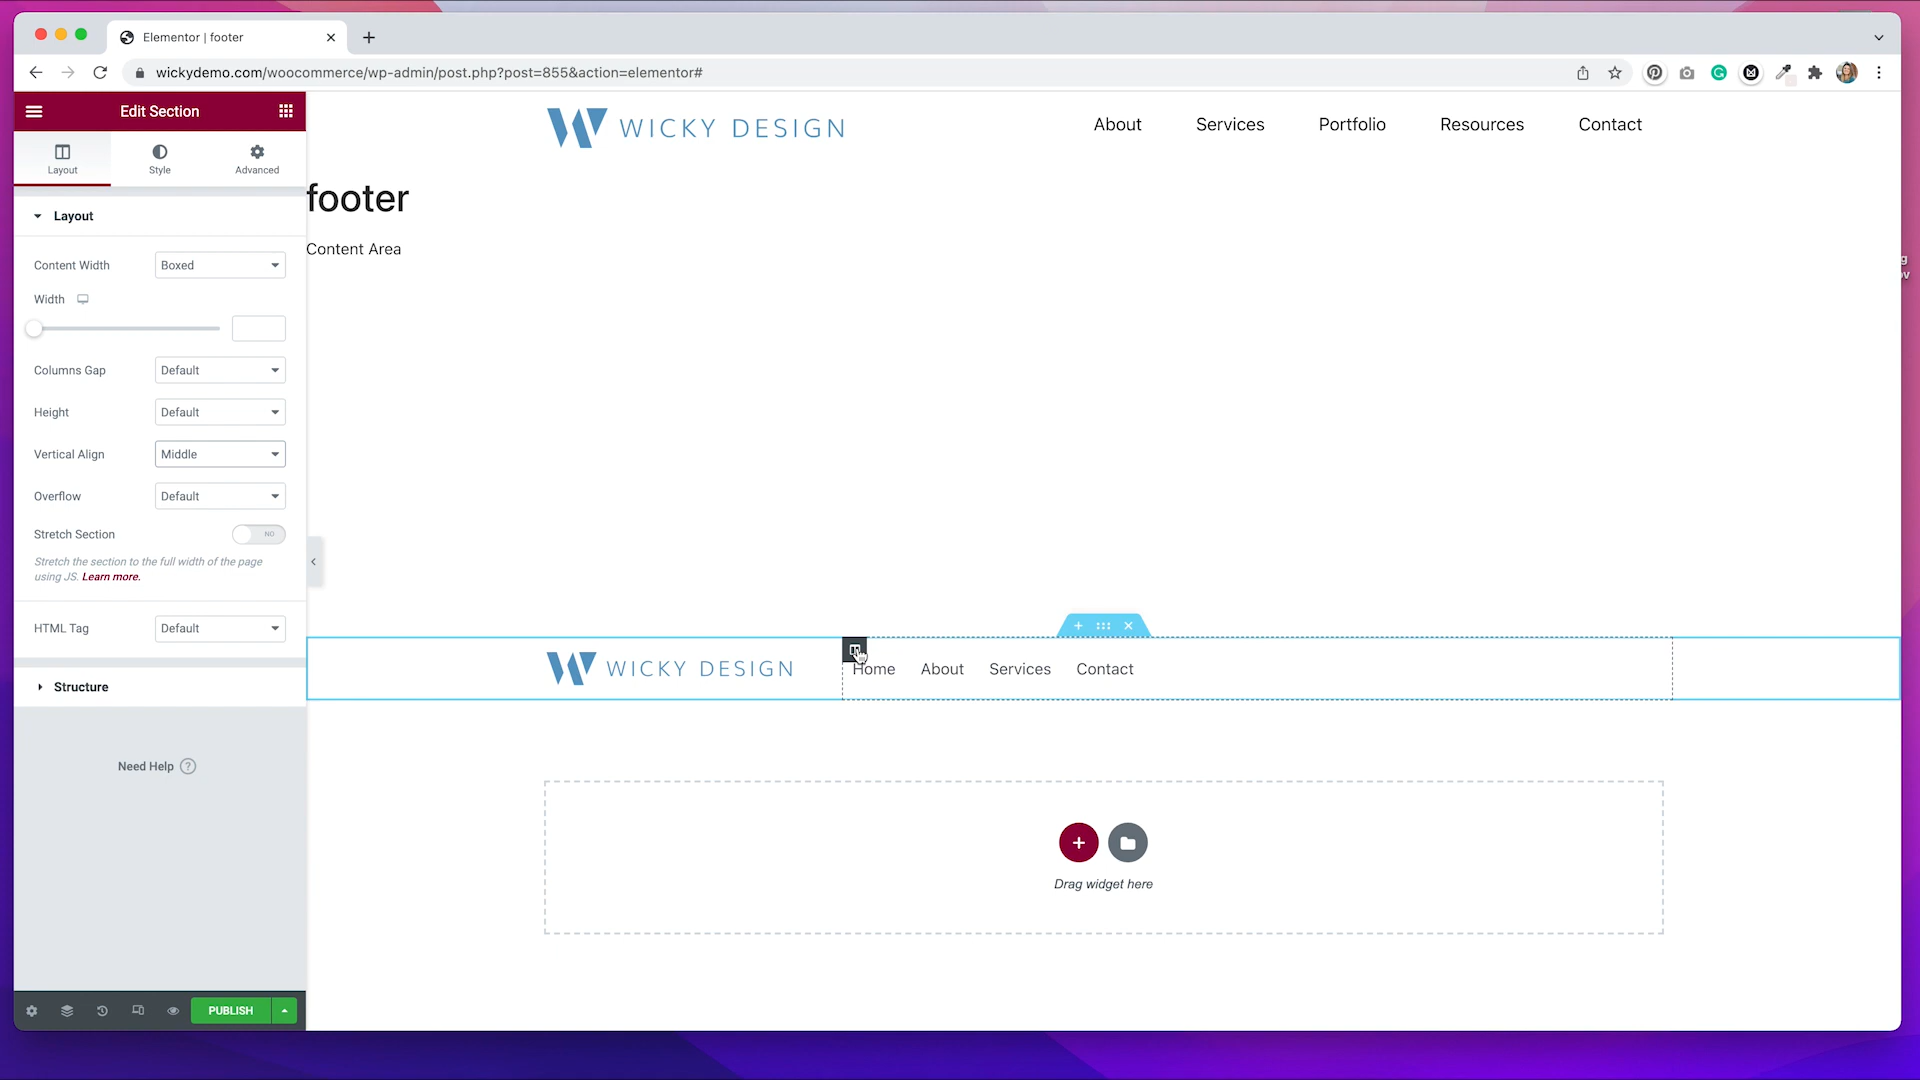 Elementor | footer
wickydemo.com/woocommerce/wp-admin/post.php?post=855&action=elementor#
Edit Section
Layout
Style
Advanced
Layout
Content Width
Boxed
Width
Columns Gap
Default
Height
Default
Vertical Align
Middle
Overflow
Default
Stretch Section
NO
Stretch the section to the full width of the page
using JS. Learn more.
HTML Tag
Default
Structure
Need Help ?
PUBLISH
WICKY DESIGN
About
Services
Portfolio
Resources
Contact
footer
Content Area
WICKY DESIGN
Home
About
Services
Contact
Drag widget here
g
ov